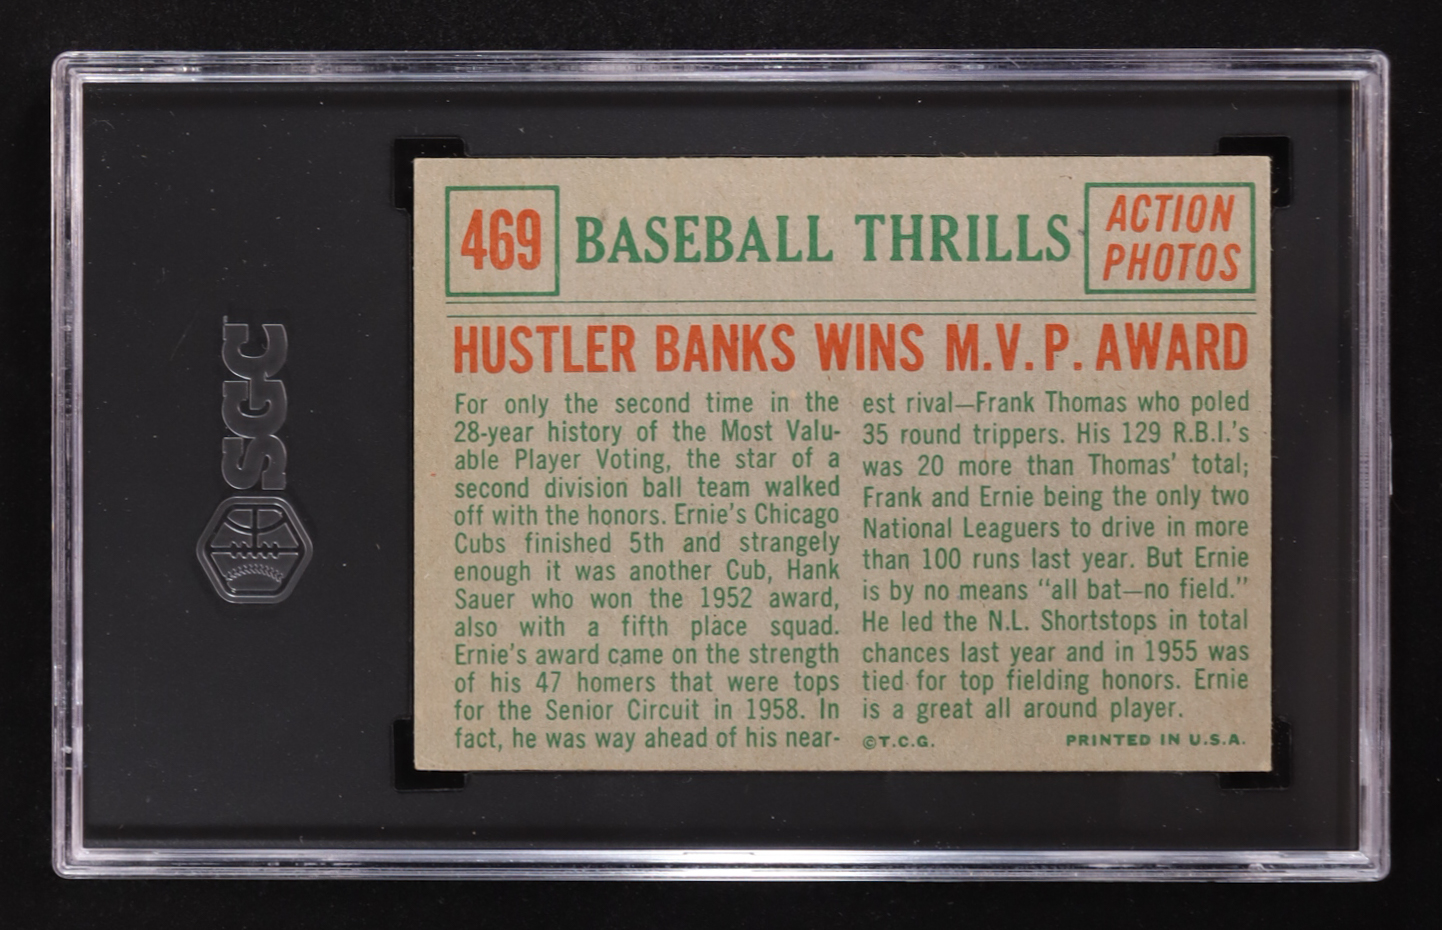 SGC
469
BASEBALL THRILLS
ACTION
PHOTOS
HUSTLER BANKS WINS M.V.P. AWARD
For only the second time in the
28-year history of the Most Valu-
able Player Voting, the star of a
second division ball team walked
off with the honors. Ernie's Chicago
Cubs finished 5th and strangely
enough it was another Cub, Hank
Sauer who won the 1952 award,
also with a fifth place squad.
Ernie's award came on the strength
of his 47 homers that were tops
for the Senior Circuit in 1958. In
fact, he was way ahead of his near-
est rival—Frank Thomas who poled
35 round trippers. His 129 R.B.I.'s
was 20 more than Thomas' total;
Frank and Ernie being the only two
National Leaguers to drive in more
than 100 runs last year. But Ernie
is by no means "all bat—no field."
He led the N.L. Shortstops in total
chances last year and in 1955 was
tied for top fielding honors. Ernie
is a great all around player.
©T.C.G.
PRINTED IN U.S.A.